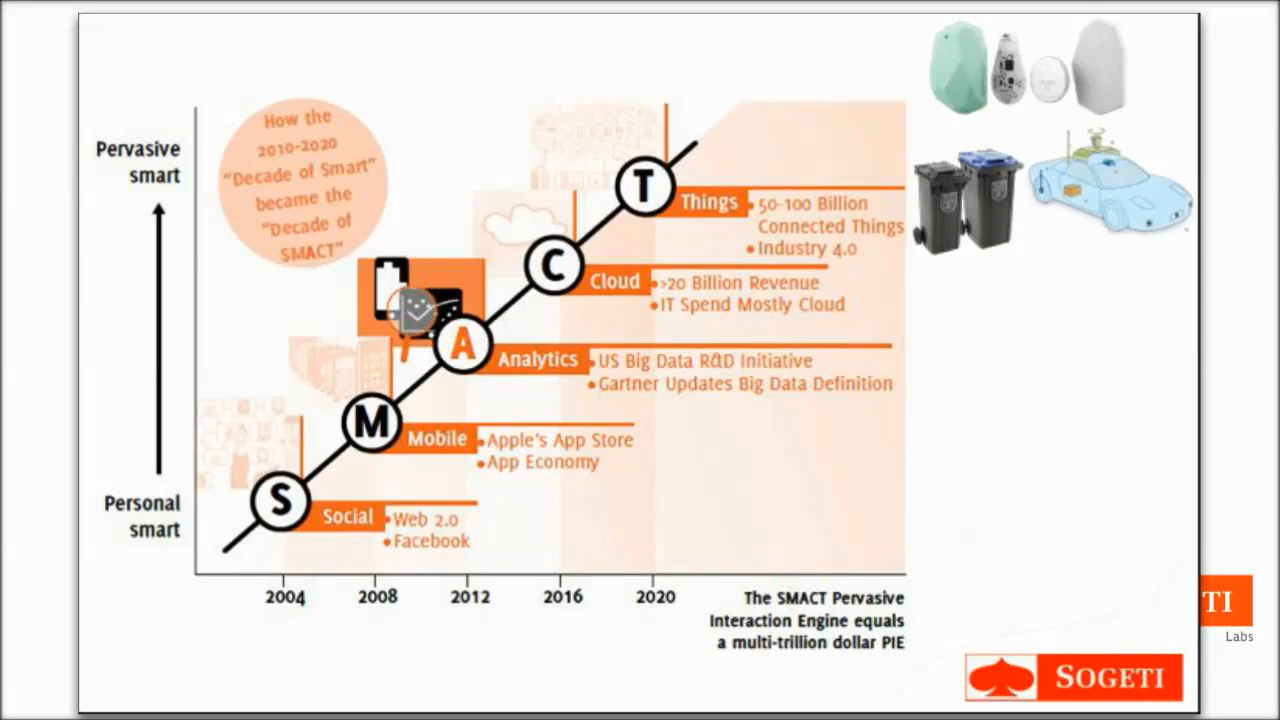 How the
2010-2020
“Decade of Smart”
became the
“Decade of
SMACT”
Pervasive
smart
Personal
smart
T
Things
• 50-100 Billion
Connected Things
• Industry 4.0
C
Cloud
• >20 Billion Revenue
• IT Spend Mostly Cloud
A
Analytics
• US Big Data R&D Initiative
• Gartner Updates Big Data Definition
M
Mobile
• Apple's App Store
• App Economy
S
Social
• Web 2.0
• Facebook
2004 2008 2012 2016 2020
The SMACT Pervasive
Interaction Engine equals
a multi-trillion dollar PIE
TI
Labs
SOGETI